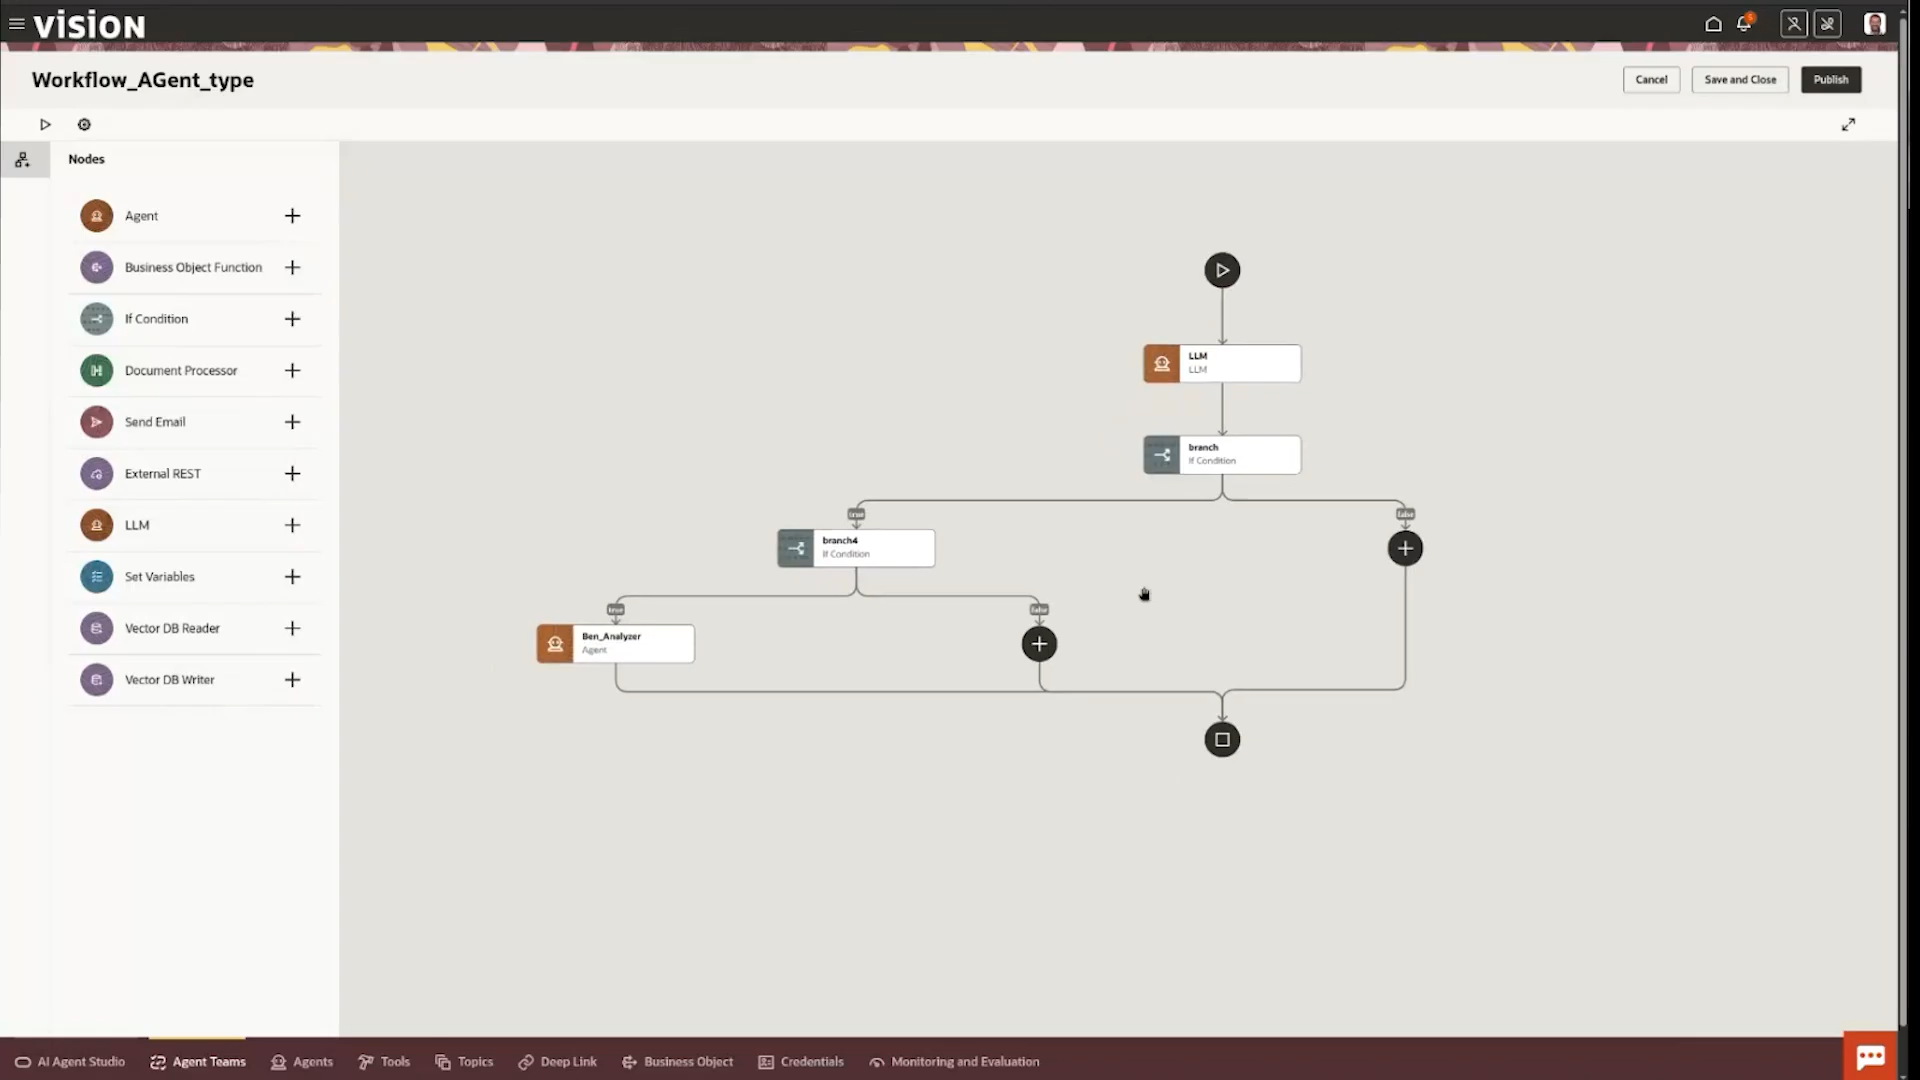 vision
Workflow_AGent_type
Cancel
Save and Close
Publish
Nodes
Agent
Business Object Function
If Condition
Document Processor
Send Email
External REST
LLM
Set Variables
Vector DB Reader
Vector DB Writer
LLM
LLM
branch
If Condition
true
false
branch4
If Condition
true
false
Ben_Analyzer
Agent
AI Agent Studio
Agent Teams
Agents
Tools
Topics
Deep Link
Business Object
Credentials
Monitoring and Evaluation